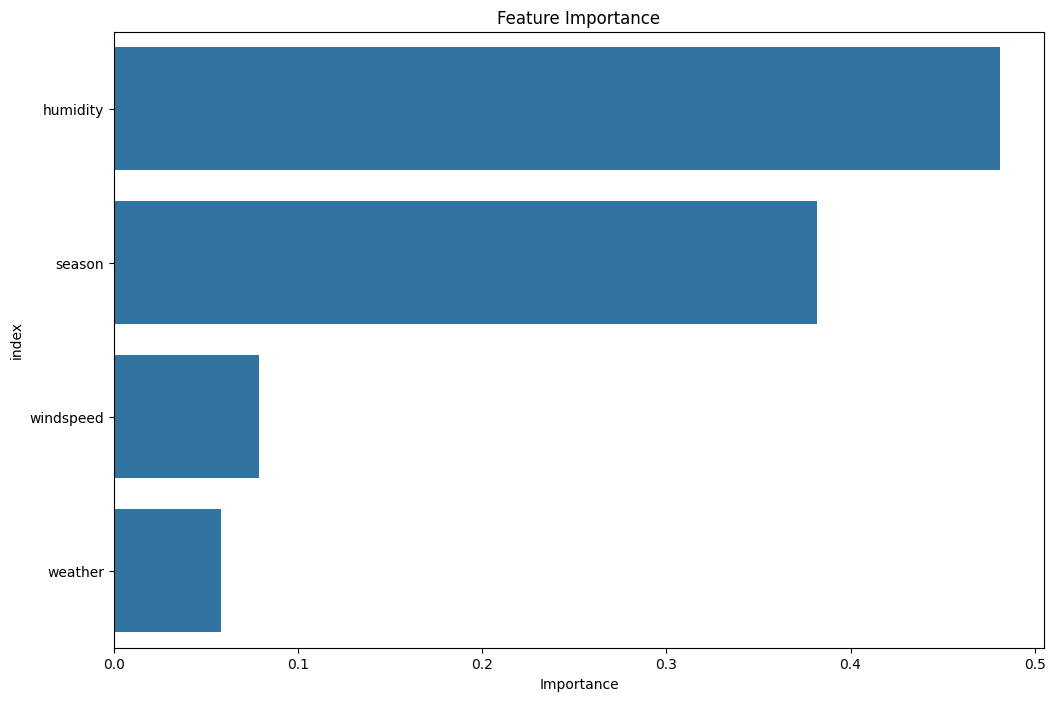 Feature Importance
humidity
season
windspeed
weather
index
0.0 0.1 0.2 0.3 0.4 0.5
Importance